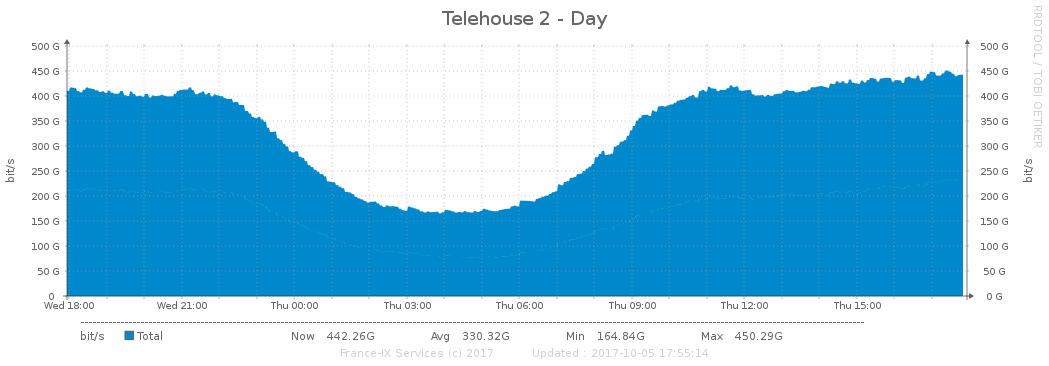 Telehouse 2 - Day
RRDTOOL / TOBI OETIKER
500 G 500 G
450 G 450 G
400 G 400 G
350 G 350 G
300 G 300 G
250 G 250 G
200 G 200 G
150 G 150 G
100 G 100 G
50 G 50 G
0 0 G
bit/s
bit/s
Wed 18:00 Wed 21:00 Thu 00:00 Thu 03:00 Thu 06:00 Thu 09:00 Thu 12:00 Thu 15:00
bit/s Total Now 442.26G Avg 330.32G Min 164.84G Max 450.29G
France-IX Services (c) 2017 Updated : 2017-10-05 17:55:14